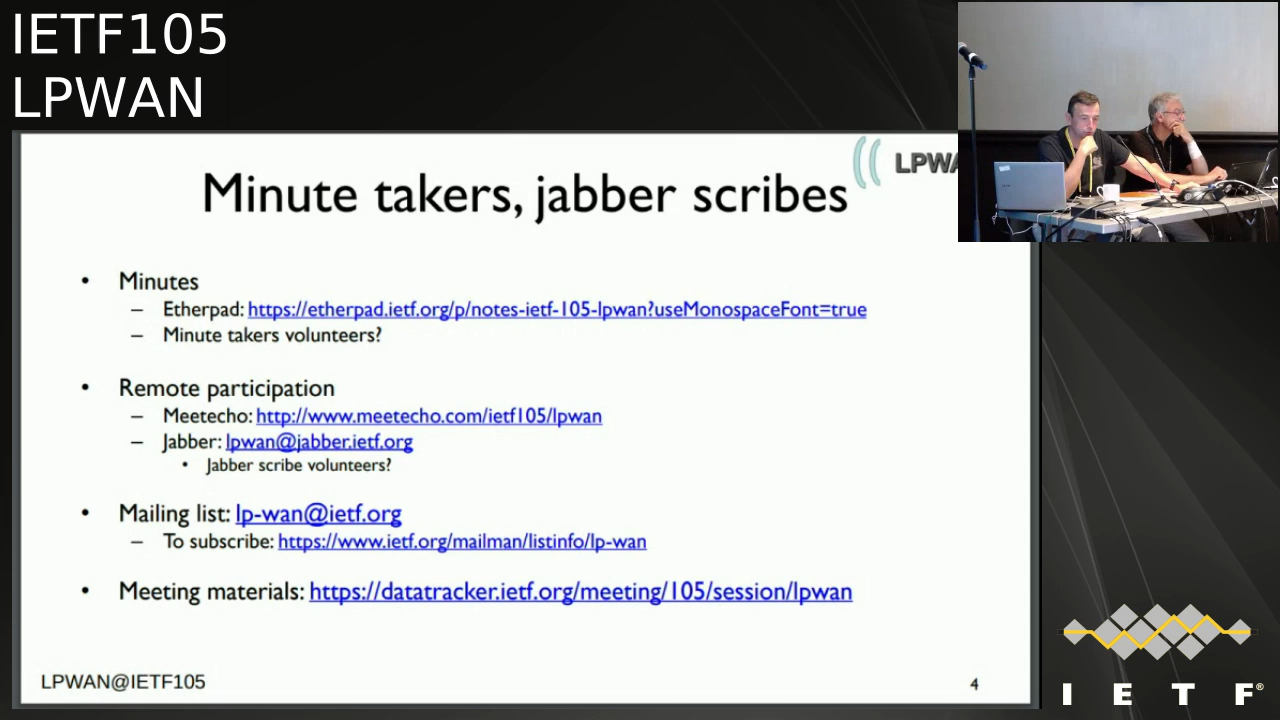 IETF105
LPWAN
Minute takers, jabber scribes
• Minutes
– Etherpad: https://etherpad.ietf.org/p/notes-ietf-105-lpwan?useMonospaceFont=true
– Minute takers volunteers?
• Remote participation
– Meetecho: http://www.meetecho.com/ietf105/lpwan
– Jabber: lpwan@jabber.ietf.org
• Jabber scribe volunteers?
• Mailing list: lp-wan@ietf.org
– To subscribe: https://www.ietf.org/mailman/listinfo/lp-wan
• Meeting materials: https://datatracker.ietf.org/meeting/105/session/lpwan
LPWAN@IETF105
4
I E T F®